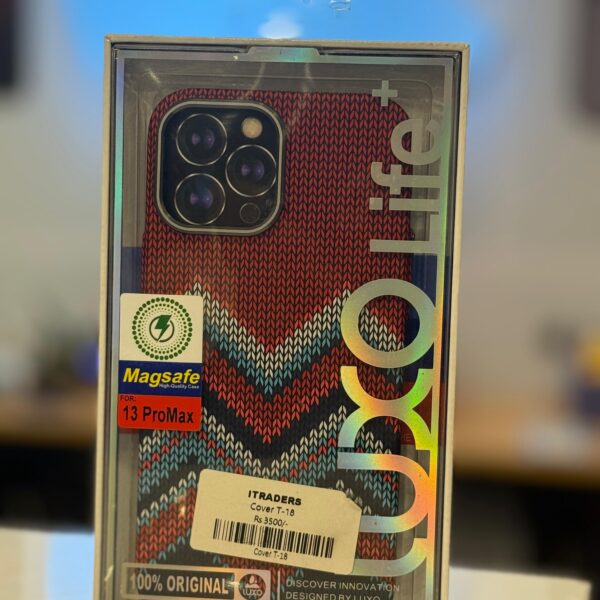 LUXO Life+
Magsafe
High-Quality Case
FOR:
13 ProMax
ITRADERS
Cover T-18
Rs 3500/-
Cover T-18
100% ORIGINAL
LUXO
DISCOVER INNOVATION
DESIGNED BY LUXO